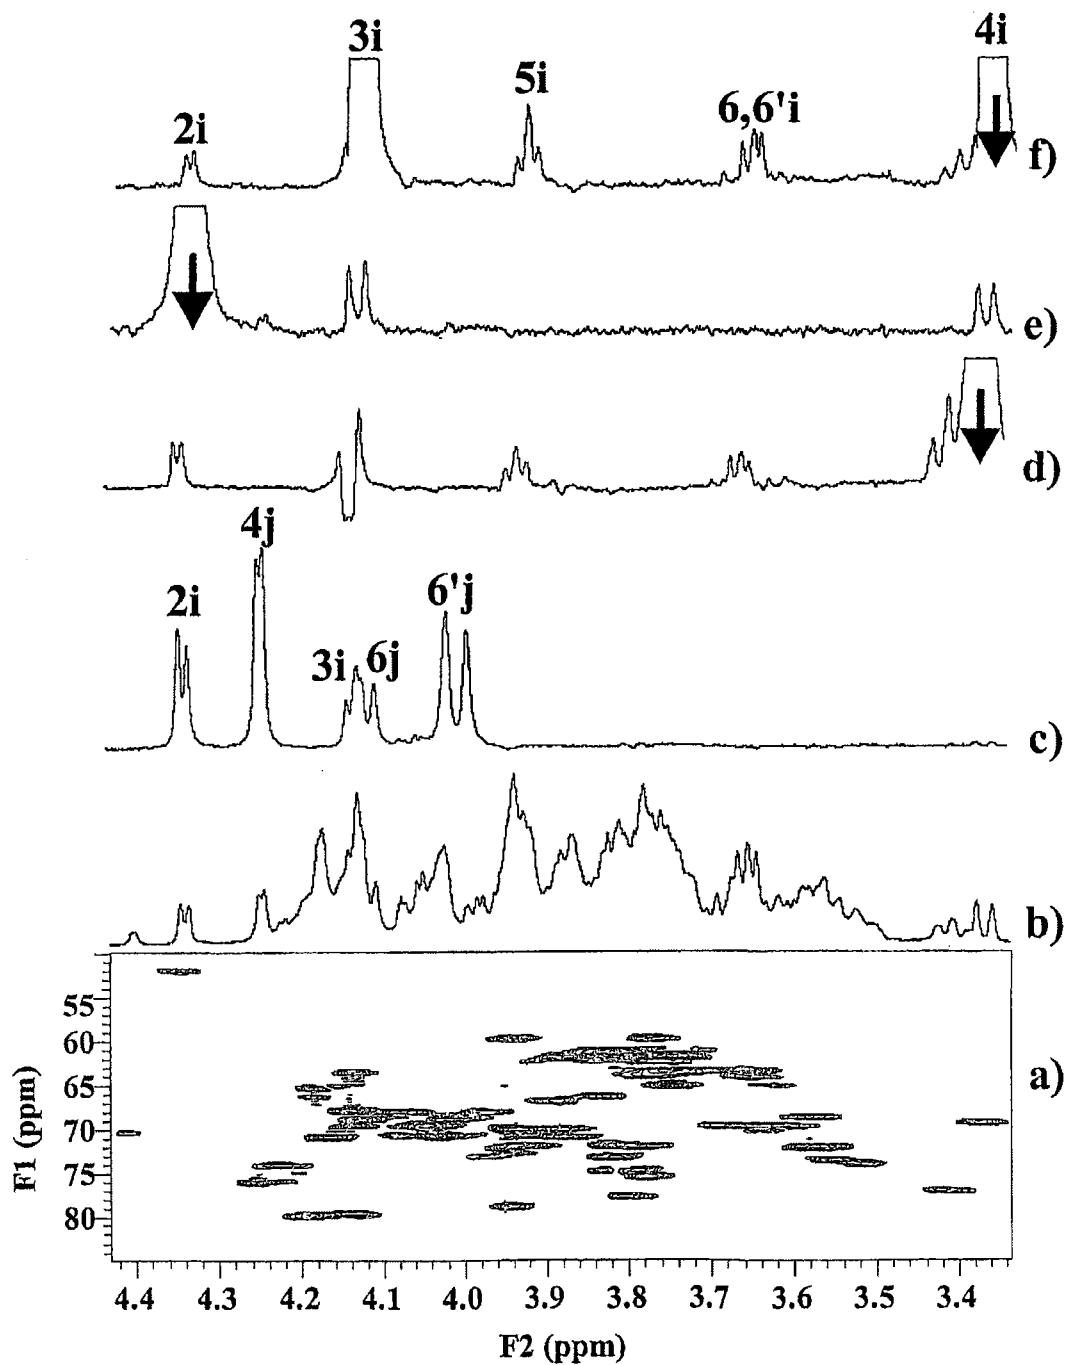 3i
4i
5i
6,6'i
2i
f)
e)
d)
4j
2i
6'j
3i
6j
c)
b)
55
60
65
70
75
80
F1 (ppm)
a)
4.4 4.3 4.2 4.1 4.0 3.9 3.8 3.7 3.6 3.5 3.4
F2 (ppm)